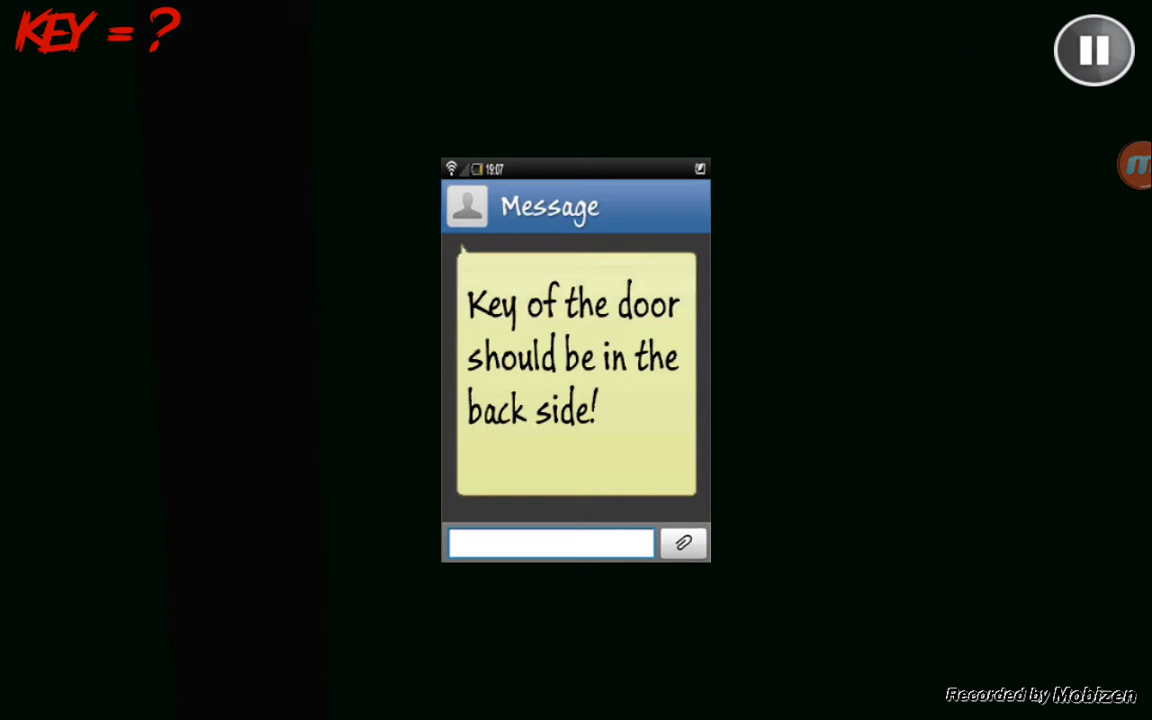 KEY = ?
19:07
Message
Key of the door
should be in the
back side!
Recorded by Mobizen